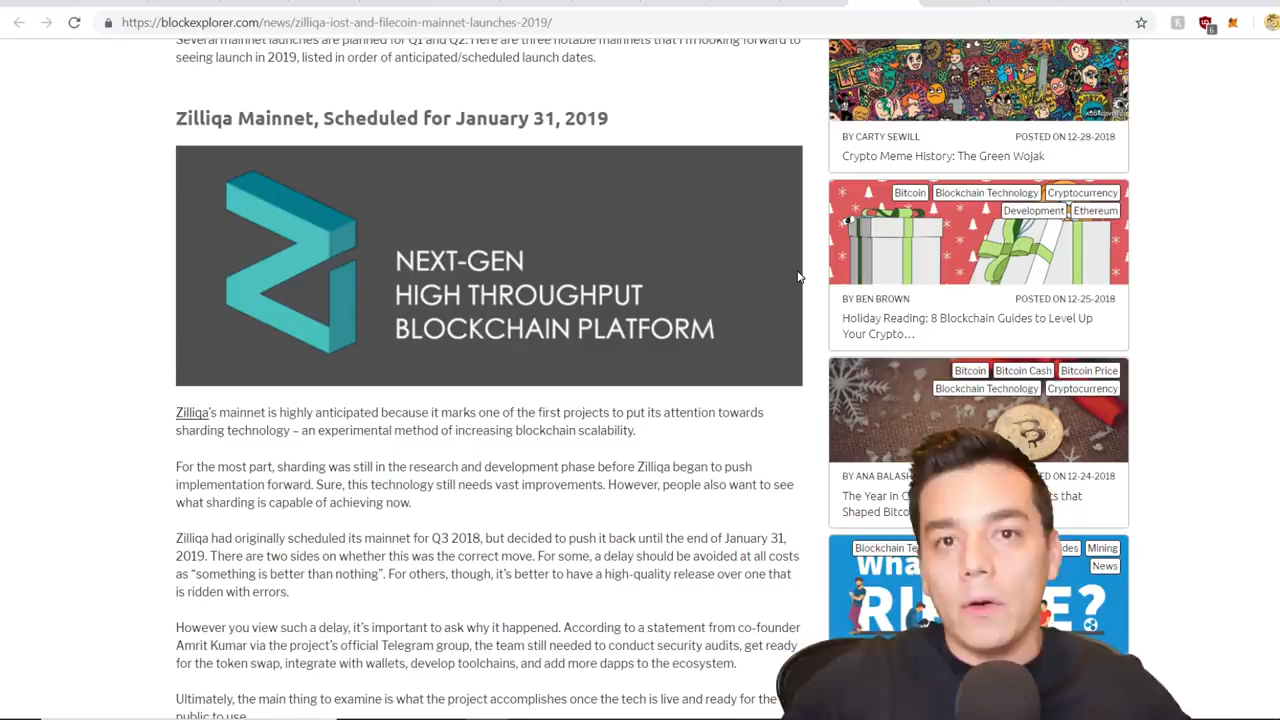 https://blockexplorer.com/news/zilliqa-iost-and-filecoin-mainnet-launches-2019/
6
Several mainnet launches are planned for Q1 and Q2. Here are three notable mainnets that I'm looking forward to
seeing launch in 2019, listed in order of anticipated/scheduled launch dates.
Zilliqa Mainnet, Scheduled for January 31, 2019
NEXT-GEN
HIGH THROUGHPUT
BLOCKCHAIN PLATFORM
Zilliqa's mainnet is highly anticipated because it marks one of the first projects to put its attention towards
sharding technology – an experimental method of increasing blockchain scalability.
For the most part, sharding was still in the research and development phase before Zilliqa began to push
implementation forward. Sure, this technology still needs vast improvements. However, people also want to see
what sharding is capable of achieving now.
Zilliqa had originally scheduled its mainnet for Q3 2018, but decided to push it back until the end of January 31,
2019. There are two sides on whether this was the correct move. For some, a delay should be avoided at all costs
as “something is better than nothing”. For others, though, it's better to have a high-quality release over one that
is ridden with errors.
However you view such a delay, it's important to ask why it happened. According to a statement from co-founder
Amrit Kumar via the project's official Telegram group, the team still needed to conduct security audits, get ready
for the token swap, integrate with wallets, develop toolchains, and add more dapps to the ecosystem.
Ultimately, the main thing to examine is what the project accomplishes once the tech is live and ready for the
public to use.
BY CARTY SEWILL POSTED ON 12-28-2018
Crypto Meme History: The Green Wojak
Bitcoin Blockchain Technology Cryptocurrency
Development Ethereum
BY BEN BROWN POSTED ON 12-25-2018
Holiday Reading: 8 Blockchain Guides to Level Up
Your Crypto…
Bitcoin Bitcoin Cash Bitcoin Price
Blockchain Technology Cryptocurrency
BY ANA BALASH ED ON 12-24-2018
The Year in C ts that
Shaped Bitco
Blockchain Te des Mining
News
Wha
RI E?